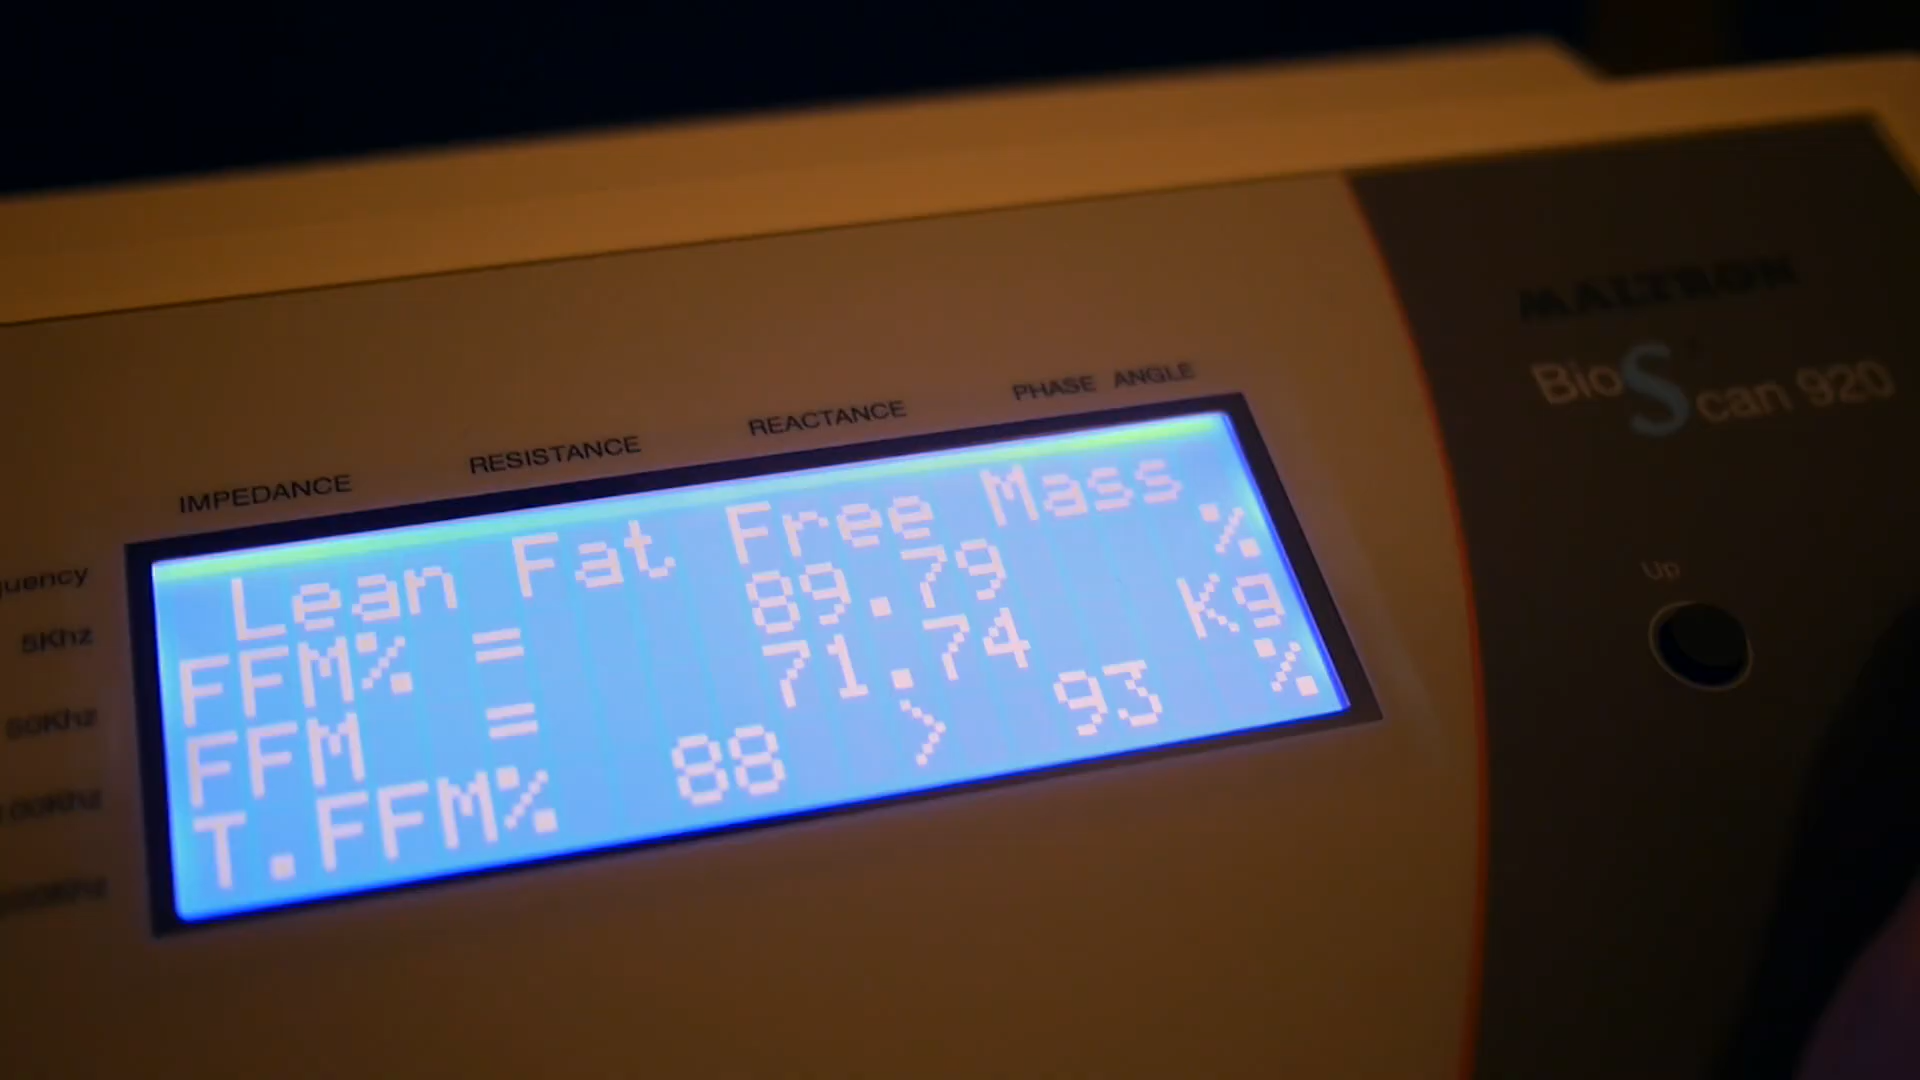 MALTRON
BioScan 920
IMPEDANCE RESISTANCE REACTANCE PHASE ANGLE
Lean Fat Free Mass
FFM% = 89.79 %
FFM = 71.74 Kg
T.FFM% 88 > 93 %
5Khz
50Khz
Up